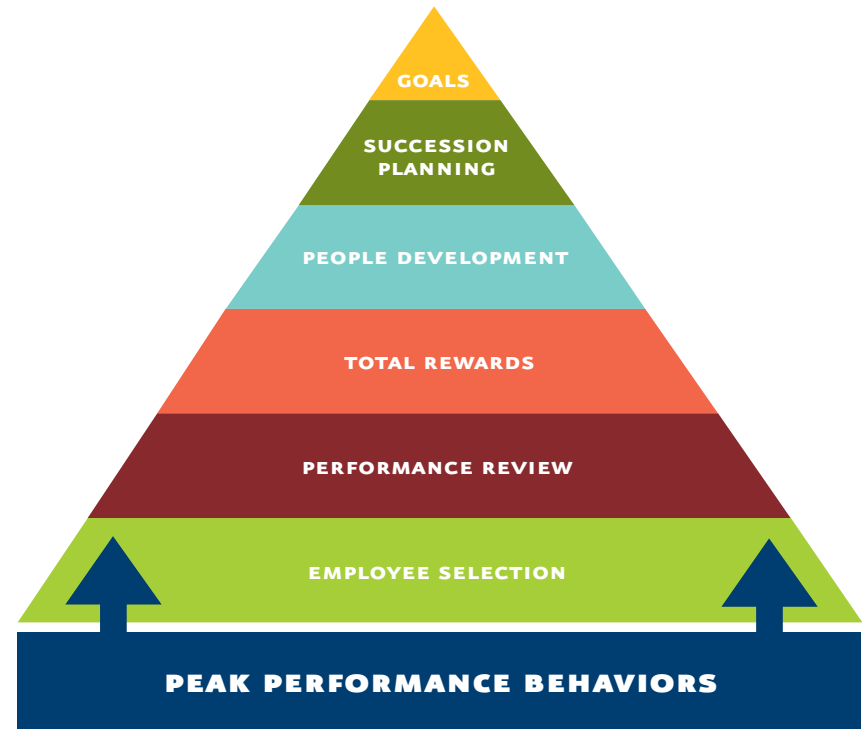 GOALS
SUCCESSION
PLANNING
PEOPLE DEVELOPMENT
TOTAL REWARDS
PERFORMANCE REVIEW
EMPLOYEE SELECTION
PEAK PERFORMANCE BEHAVIORS